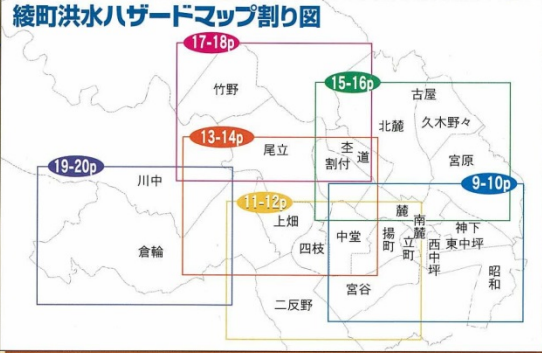 綾町洪水ハザードマップ割り図
17-18p
竹野
15-16p
古屋
北麓
久木野々
13-14p
尾立
杢道
割付
宮原
19-20p
川中
9-10p
11-12p
麓
上畑
南麓
神下
中堂
揚町
立町
西中坪
東中坪
倉輪
四枝
昭和
二反野
宮谷